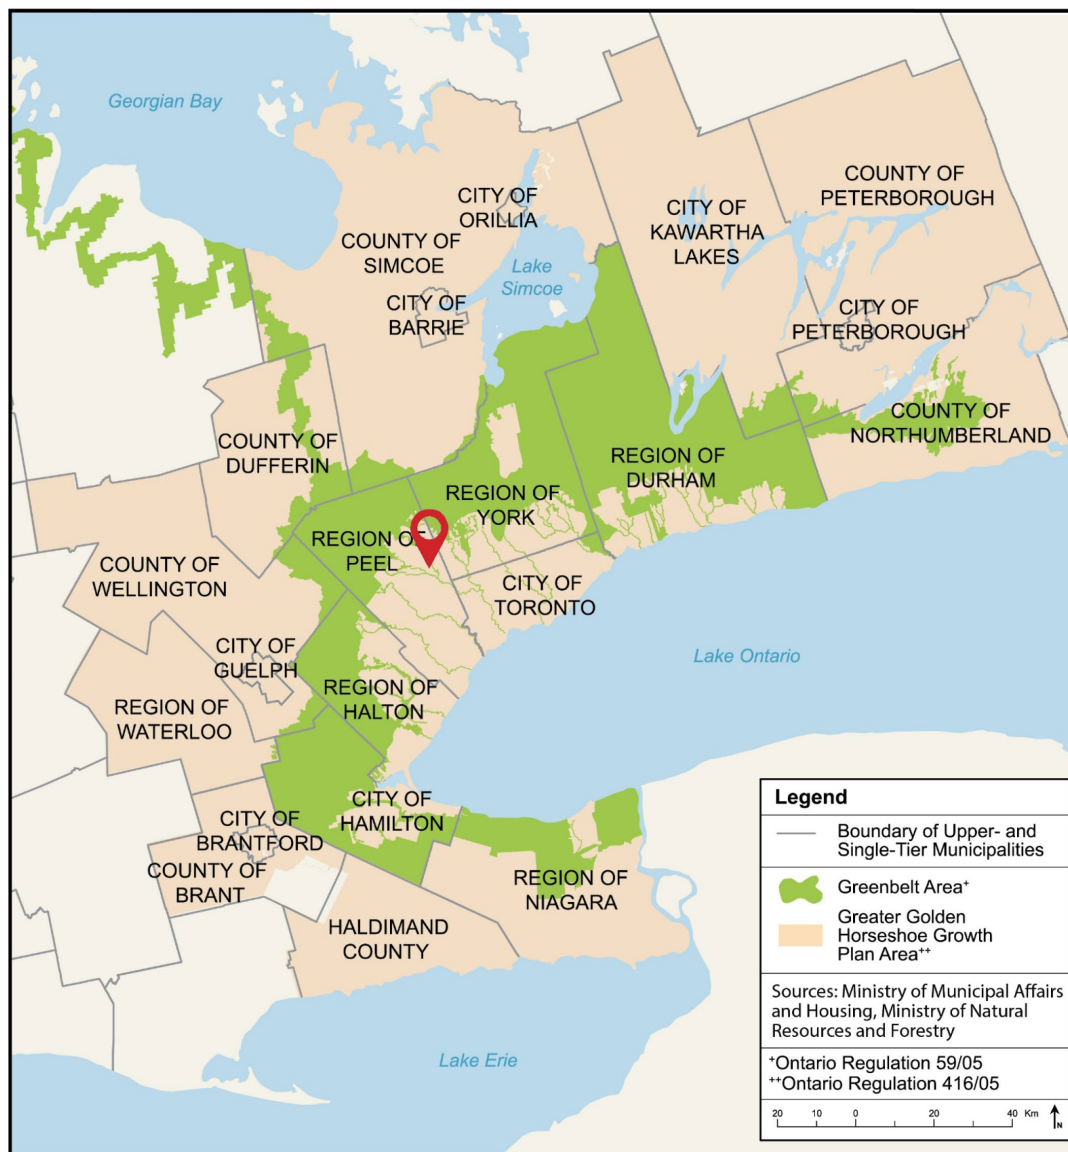 Georgian Bay
CITY OF
ORILLIA
COUNTY OF
SIMCOE
Lake
Simcoe
CITY OF
BARRIE
CITY OF
KAWARTHA
LAKES
COUNTY OF
PETERBOROUGH
CITY OF
PETERBOROUGH
COUNTY OF
NORTHUMBERLAND
COUNTY OF
DUFFERIN
REGION OF
DURHAM
REGION OF
YORK
REGION OF
PEEL
CITY OF
TORONTO
COUNTY OF
WELLINGTON
CITY OF
GUELPH
Lake Ontario
REGION OF
HALTON
REGION OF
WATERLOO
CITY OF
HAMILTON
CITY OF
BRANTFORD
COUNTY OF
BRANT
REGION OF
NIAGARA
HALDIMAND
COUNTY
Lake Erie
Legend
Boundary of Upper- and
Single-Tier Municipalities
Greenbelt Area+
Greater Golden
Horseshoe Growth
Plan Area++
Sources: Ministry of Municipal Affairs
and Housing, Ministry of Natural
Resources and Forestry
+Ontario Regulation 59/05
++Ontario Regulation 416/05
20 10 0 20 40 Km
N